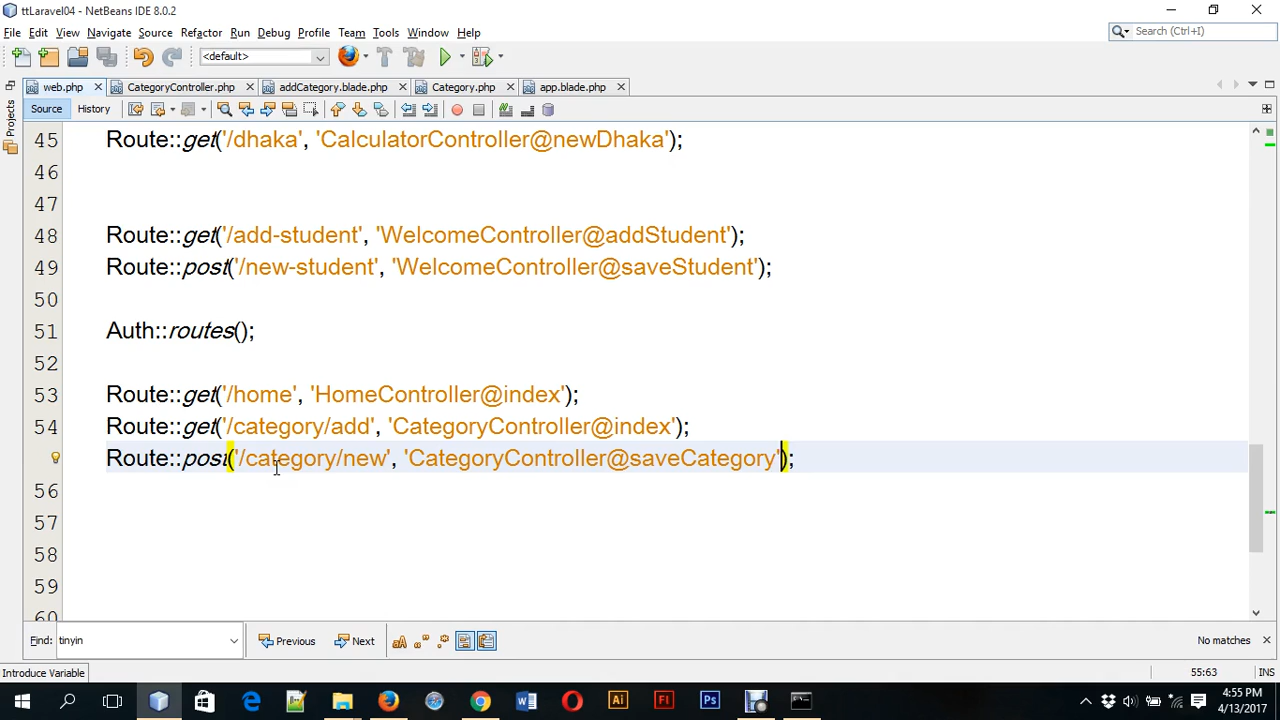 ttLaravel04 - NetBeans IDE 8.0.2
File Edit View Navigate Source Refactor Run Debug Profile Team Tools Window Help
Search (Ctrl+I)
<default>
web.php CategoryController.php addCategory.blade.php Category.php app.blade.php
Source History
Projects
45 Route::get('/dhaka', 'CalculatorController@newDhaka');
46
47
48 Route::get('/add-student', 'WelcomeController@addStudent');
49 Route::post('/new-student', 'WelcomeController@saveStudent');
50
51 Auth::routes();
52
53 Route::get('/home', 'HomeController@index');
54 Route::get('/category/add', 'CategoryController@index');
55 Route::post('/category/new', 'CategoryController@saveCategory');
56
57
58
59
60
Find: tinyin Previous Next No matches
Introduce Variable 55:63 INS
W Ai Fl Ps 4:55 PM
4/13/2017